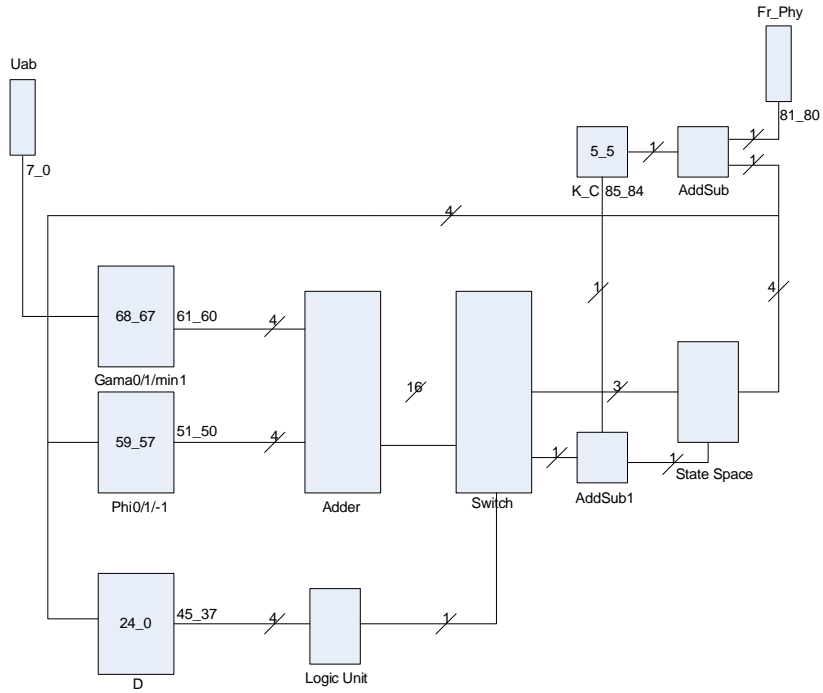 Fr_Phy
Uab
81_80
1
5_5
1
1
7_0
K_C 85_84
AddSub
4
68_67
61_60
4
1
4
Gama0/1/min1
16
3
59_57
51_50
4
1
1
State Space
Phi0/1/-1
Adder
Switch
AddSub1
24_0
45_37
4
1
D
Logic Unit